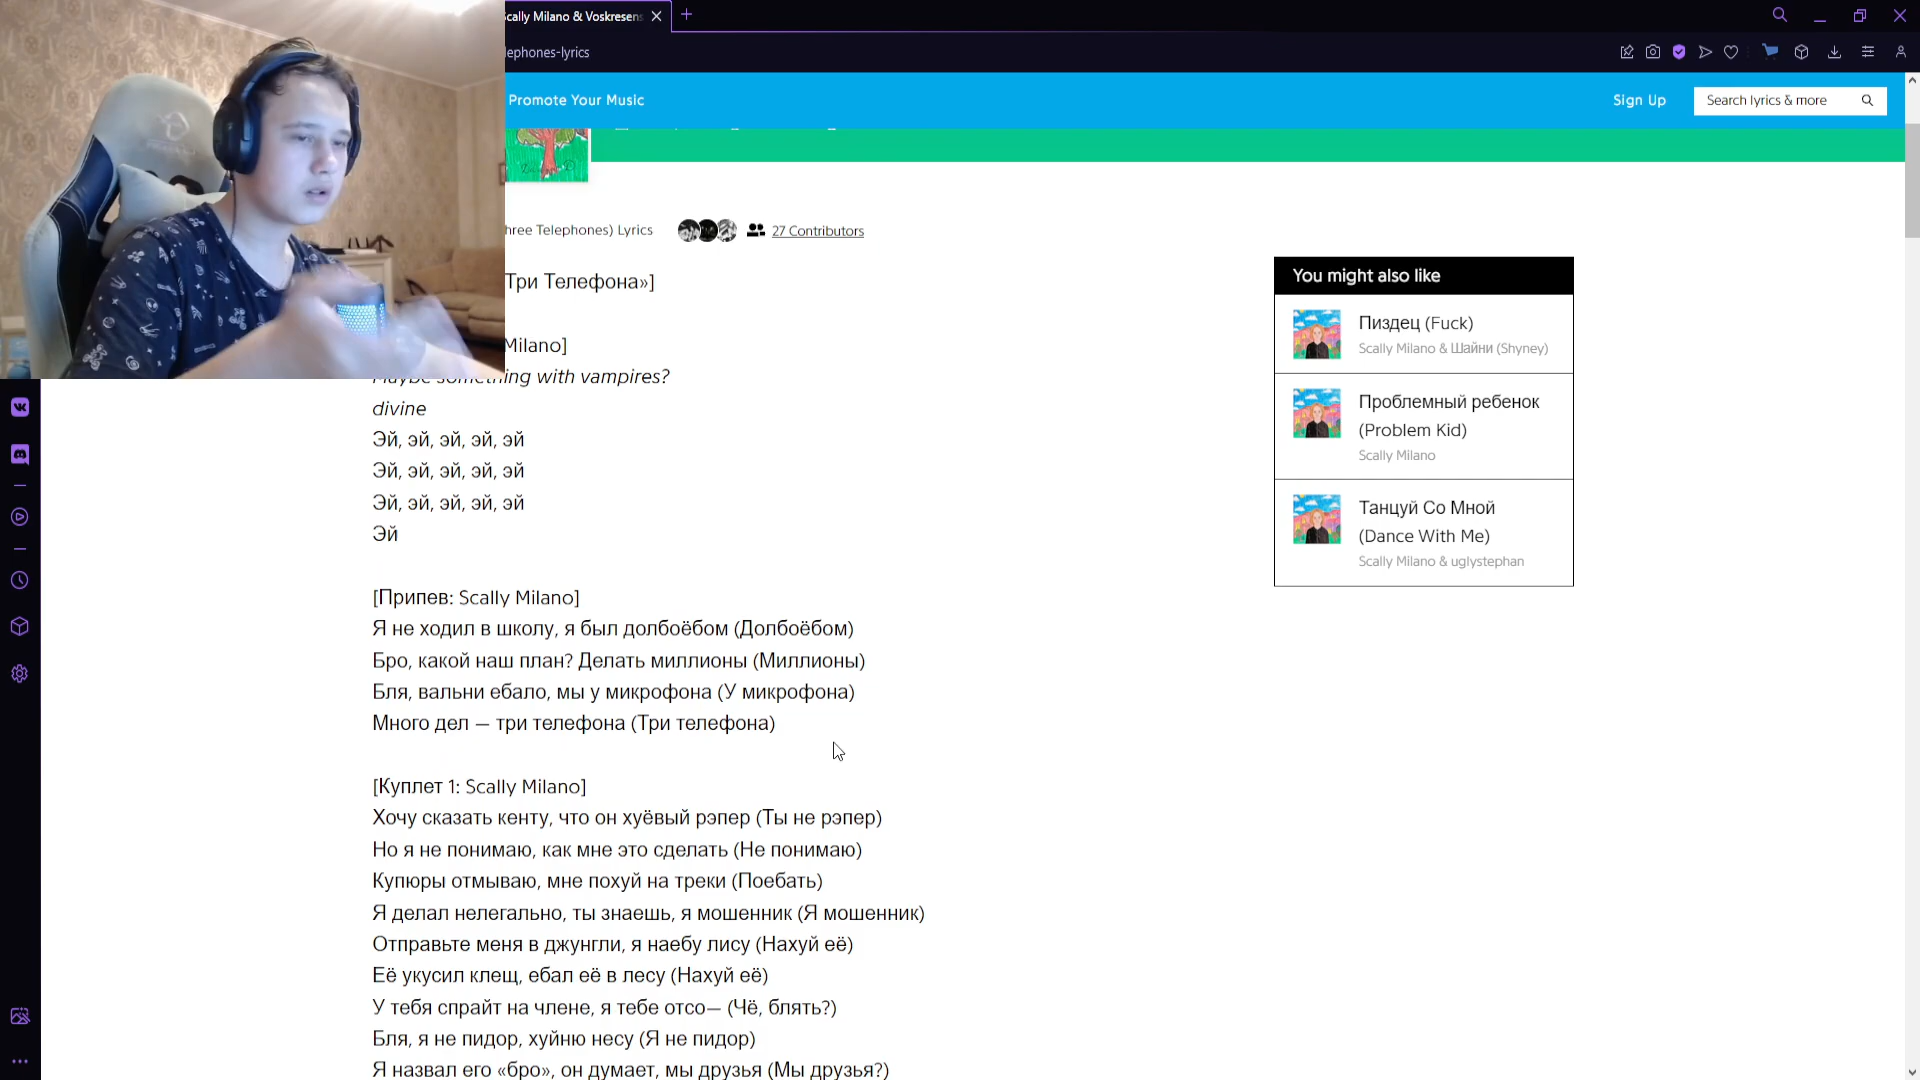 Scally Milano & Voskresens
lephones-lyrics
Promote Your Music
Sign Up
Search lyrics & more
hree Telephones) Lyrics
27 Contributors
Три Телефона»]
Milano]
Maybe something with vampires?
divine
Эй, эй, эй, эй, эй
Эй, эй, эй, эй, эй
Эй, эй, эй, эй, эй
Эй
[Припев: Scally Milano]
Я не ходил в школу, я был долбоёбом (Долбоёбом)
Бро, какой наш план? Делать миллионы (Миллионы)
Бля, вальни ебало, мы у микрофона (У микрофона)
Много дел — три телефона (Три телефона)
[Куплет 1: Scally Milano]
Хочу сказать кенту, что он хуёвый рэпер (Ты не рэпер)
Но я не понимаю, как мне это сделать (Не понимаю)
Купюры отмываю, мне похуй на треки (Поебать)
Я делал нелегально, ты знаешь, я мошенник (Я мошенник)
Отправьте меня в джунгли, я наебу лису (Нахуй её)
Её укусил клещ, ебал её в лесу (Нахуй её)
У тебя спрайт на члене, я тебе отсо— (Чё, блять?)
Бля, я не пидор, хуйню несу (Я не пидор)
Я назвал его «бро», он думает, мы друзья (Мы друзья?)
You might also like
Пиздец (Fuck)
Scally Milano & Шайни (Shyney)
Проблемный ребенок
(Problem Kid)
Scally Milano
Танцуй Со Мной
(Dance With Me)
Scally Milano & uglystephan